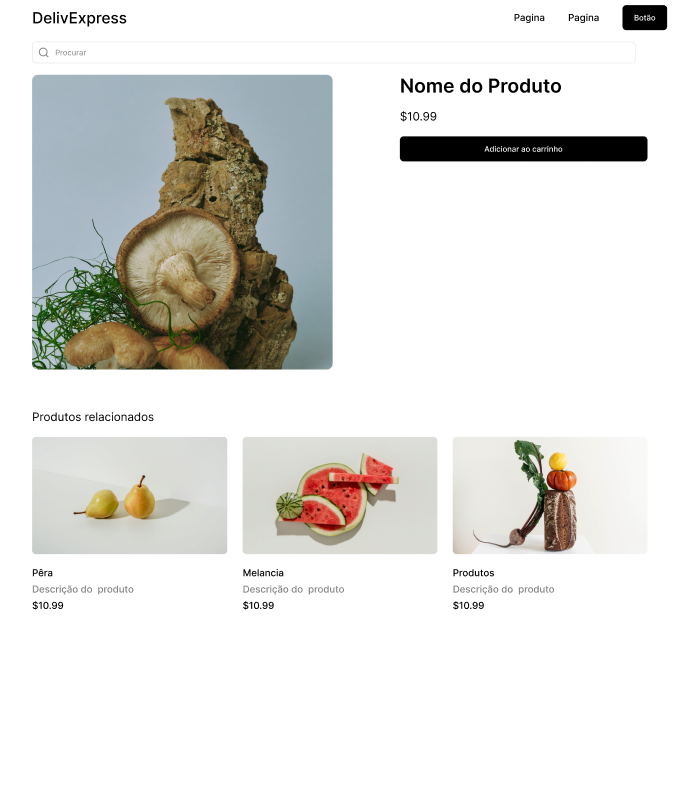 DelivExpress
Pagina
Pagina
Botão
Procurar
Nome do Produto
$10.99
Adicionar ao carrinho
Produtos relacionados
Pêra
Descrição do  produto
$10.99
Melancia
Descrição do  produto
$10.99
Produtos
Descrição do  produto
$10.99